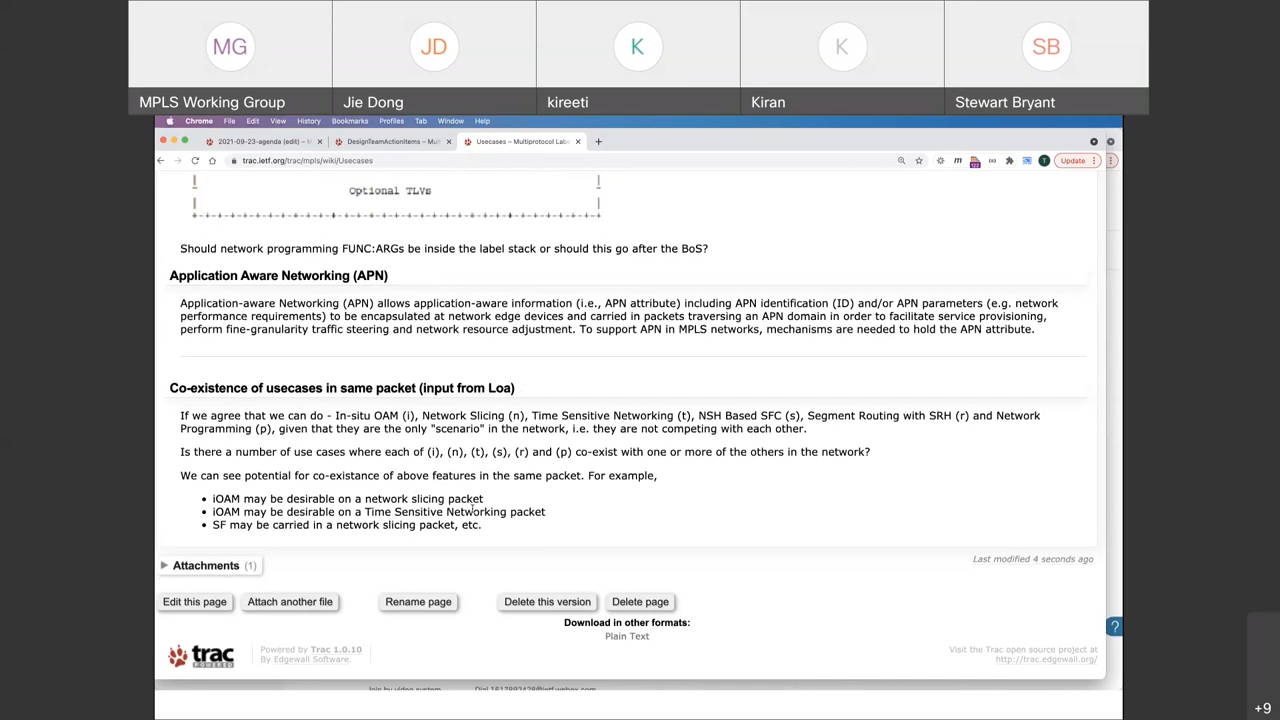 MG
JD
K
K
SB
MPLS Working Group
Jie Dong
kireeti
Kiran
Stewart Bryant
Chrome File Edit View History Bookmarks Profiles Tab Window Help
2021-09-23-agenda (edit) – M
DesignTeamActionItems – Mult
Usecases – Multiprotocol Labe
trac.ietf.org/trac/mpls/wiki/Usecases
Update
| |
| Optional TLVs |
| |
+-+-+-+-+-+-+-+-+-+-+-+-+-+-+-+-+-+-+-+-+-+-+-+-+-+-+-+-+-+-+-+-+
Should network programming FUNC:ARGs be inside the label stack or should this go after the BoS?
Application Aware Networking (APN)
Application-aware Networking (APN) allows application-aware information (i.e., APN attribute) including APN identification (ID) and/or APN parameters (e.g. network
performance requirements) to be encapsulated at network edge devices and carried in packets traversing an APN domain in order to facilitate service provisioning,
perform fine-granularity traffic steering and network resource adjustment. To support APN in MPLS networks, mechanisms are needed to hold the APN attribute.
Co-existence of usecases in same packet (input from Loa)
If we agree that we can do - In-situ OAM (i), Network Slicing (n), Time Sensitive Networking (t), NSH Based SFC (s), Segment Routing with SRH (r) and Network
Programming (p), given that they are the only "scenario" in the network, i.e. they are not competing with each other.
Is there a number of use cases where each of (i), (n), (t), (s), (r) and (p) co-exist with one or more of the others in the network?
We can see potential for co-existance of above features in the same packet. For example,
• iOAM may be desirable on a network slicing packet
• iOAM may be desirable on a Time Sensitive Networking packet
• SF may be carried in a network slicing packet, etc.
Attachments (1)
Last modified 4 seconds ago
Edit this page
Attach another file
Rename page
Delete this version
Delete page
Download in other formats:
Plain Text
trac POWERED
Powered by Trac 1.0.10
By Edgewall Software.
Visit the Trac open source project at
http://trac.edgewall.org/
?
Join by video system Dial 1617892428@ietf.webex.com
+9